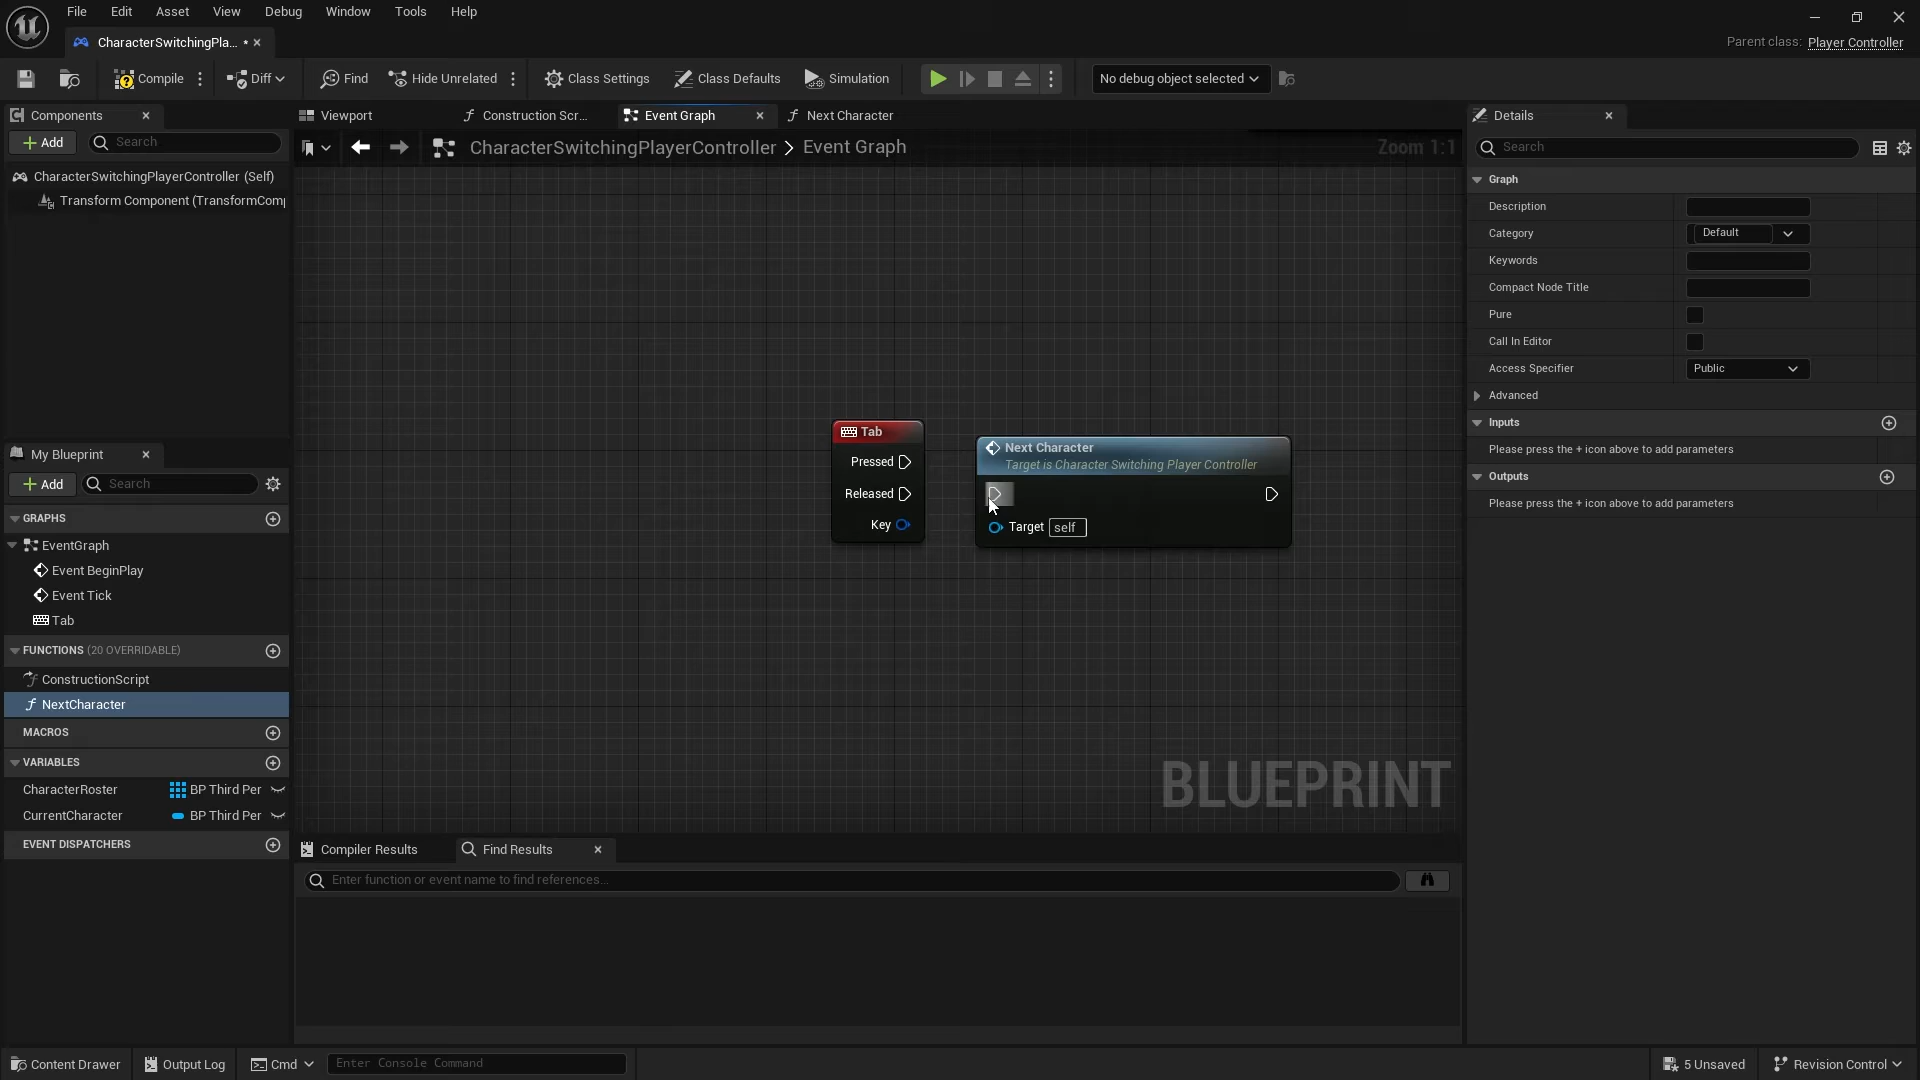 File Edit Asset View Debug Window Tools Help
CharacterSwitchingPla... •
Parent class: Player Controller
Compile Diff Find Hide Unrelated Class Settings Class Defaults Simulation No debug object selected
Components
Add Search
CharacterSwitchingPlayerController (Self)
Transform Component (TransformComp
My Blueprint
Add Search
GRAPHS
EventGraph
Event BeginPlay
Event Tick
Tab
FUNCTIONS (20 OVERRIDABLE)
ConstructionScript
NextCharacter
MACROS
VARIABLES
CharacterRoster BP Third Per
CurrentCharacter BP Third Per
EVENT DISPATCHERS
Viewport Construction Scr... Event Graph Next Character
CharacterSwitchingPlayerController > Event Graph Zoom 1:1
Tab
Pressed
Released
Key
Next Character
Target is Character Switching Player Controller
Target self
BLUEPRINT
Compiler Results Find Results
Enter function or event name to find references...
Details
Search
Graph
Description
Category Default
Keywords
Compact Node Title
Pure
Call In Editor
Access Specifier Public
Advanced
Inputs
Please press the + icon above to add parameters
Outputs
Please press the + icon above to add parameters
Content Drawer Output Log Cmd Enter Console Command 5 Unsaved Revision Control